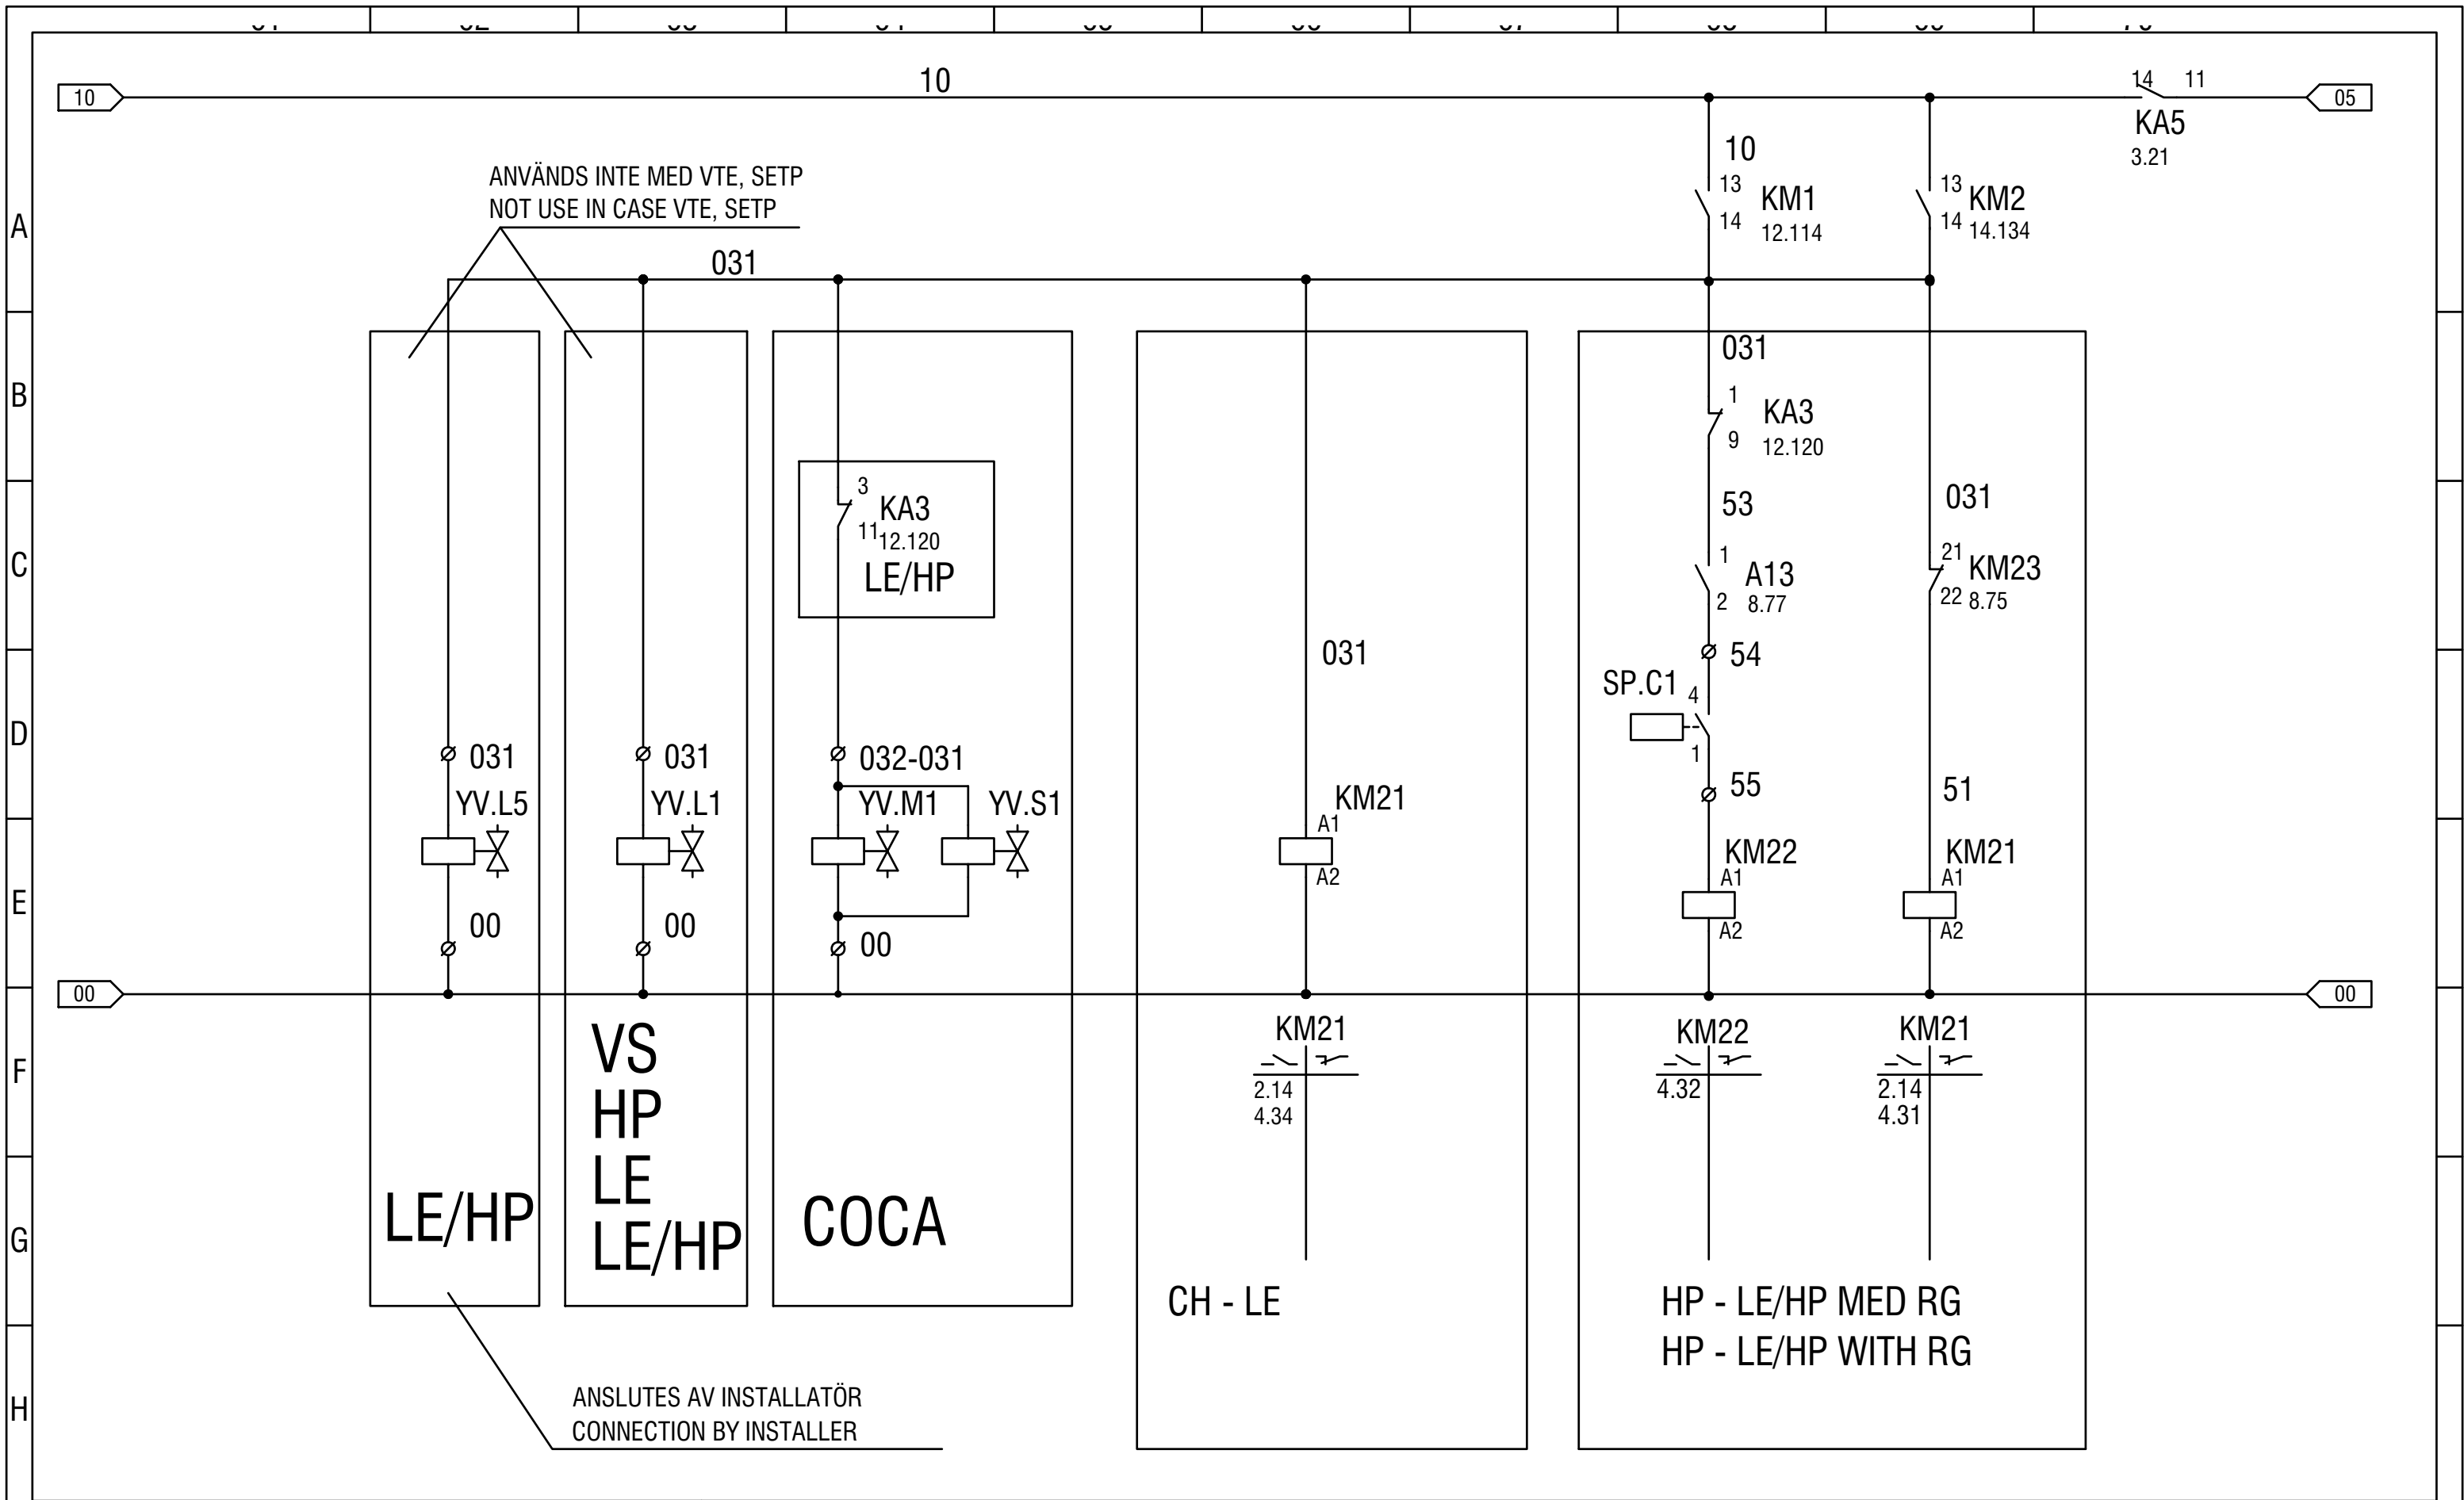 10
10
14 11
05
KA5
3.21
ANVÄNDS INTE MED VTE, SETP
NOT USE IN CASE VTE, SETP
10
13
KM1
14
12.114
13
KM2
14
14.134
A
031
B
031
1
KA3
9
12.120
3
KA3
11
12.120
LE/HP
53
031
C
1
A13
2
8.77
21
KM23
22
8.75
031
54
SP.C1
4
1
D
031
031
032-031
55
51
YV.L5
YV.L1
YV.M1
YV.S1
KM21
A1
A2
KM22
A1
A2
KM21
A1
A2
E
00
00
00
00
00
KM21
2.14
4.34
KM22
4.32
KM21
2.14
4.31
F
VS
HP
LE
LE/HP
LE/HP
COCA
G
CH - LE
HP - LE/HP MED RG
HP - LE/HP WITH RG
H
ANSLUTES AV INSTALLATÖR
CONNECTION BY INSTALLER